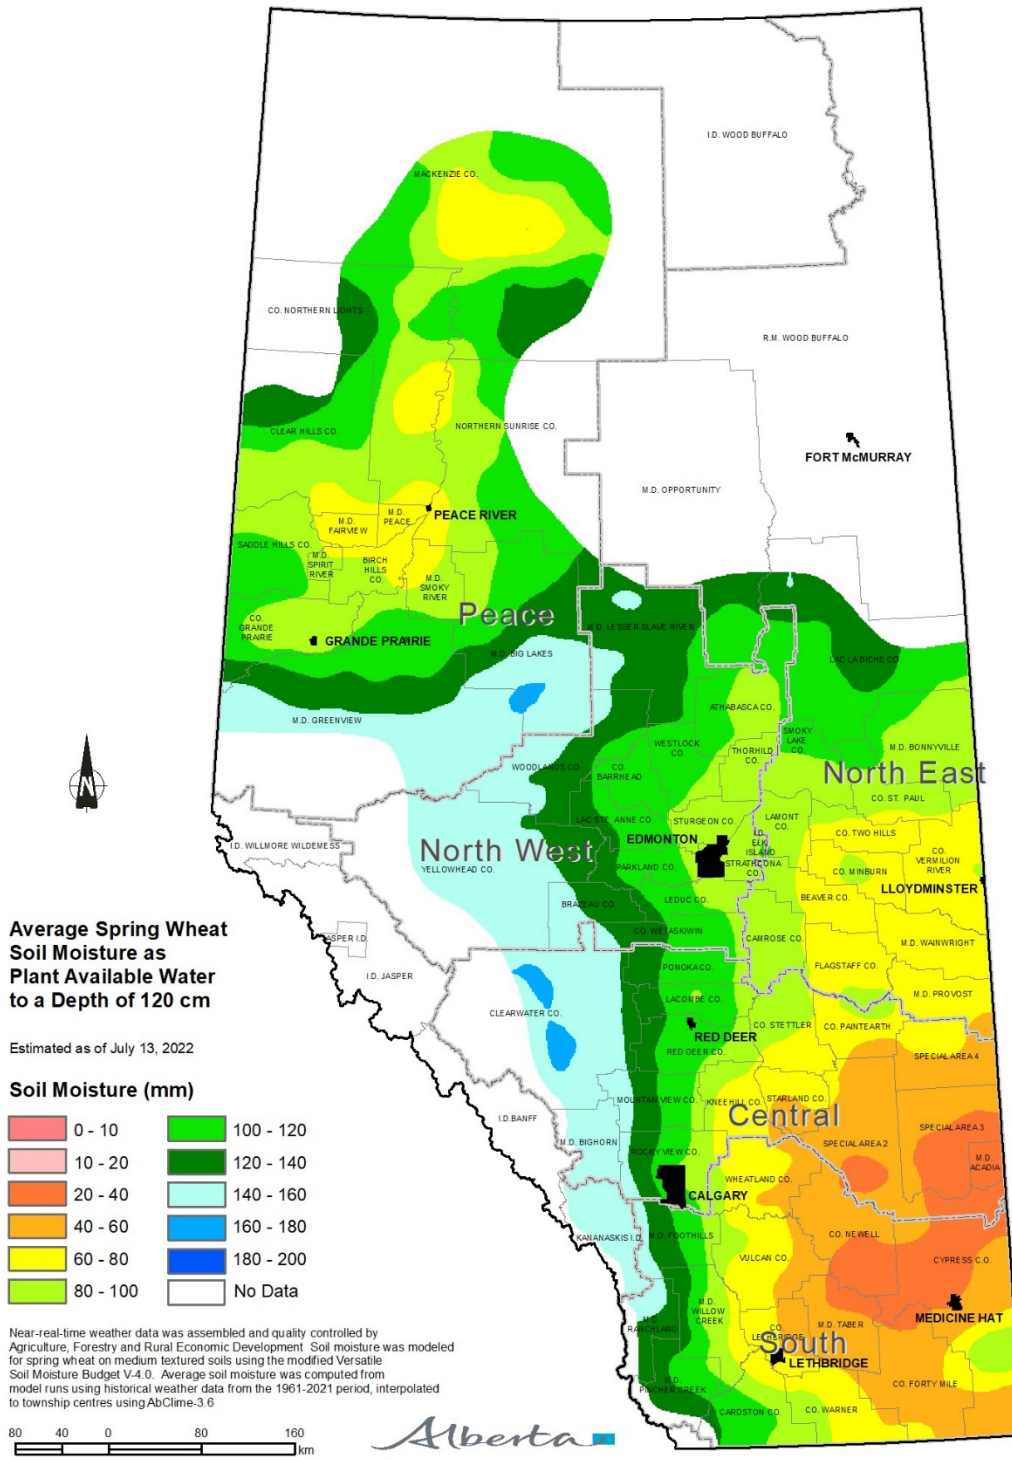 I.D. WOOD BUFFALO
MACKENZIE CO.
CO. NORTHERN LIGHTS
R.M. WOOD BUFFALO
CLEAR HILLS CO.
NORTHERN SUNRISE CO.
FORT McMURRAY
M.D. OPPORTUNITY
M.D.
PEACE
PEACE RIVER
M.D.
FAIRVIEW
SADDLE HILLS CO.
M.D.
SPIRIT
RIVER
BIRCH
HILLS
CO.
M.D.
SMOKY
RIVER
Peace
CO.
GRANDE
PRAIRIE
GRANDE PRAIRIE
M.D. LESSER SLAVE RIVER
M.D. BIG LAKES
LAC LA BICHE CO.
M.D. GREENVIEW
ATHABASCA CO.
WESTLOCK
CO.
THORHILD
CO.
SMOKY
LAKE
CO.
M.D. BONNYVILLE
WOODLANDS CO.
CO.
BARRHEAD
North East
CO. ST. PAUL
LAC STE. ANNE CO.
STURGEON CO.
LAMONT
CO.
CO. TWO HILLS
I.D. WILLMORE WILDERNESS
North West
YELLOWHEAD CO.
EDMONTON
I.D.
ELK
ISLAND
STRATHCONA
CO.
PARKLAND CO.
CO. MINBURN
CO.
VERMILION
RIVER
LLOYDMINSTER
BRAZEAU CO.
LEDUC CO.
BEAVER CO.
CO. WETASKIWIN
CAMROSE CO.
M.D. WAINWRIGHT
Average Spring Wheat
Soil Moisture as
Plant Available Water
to a Depth of 120 cm
JASPER I.D.
I.D. JASPER
PONOKA CO.
FLAGSTAFF CO.
M.D. PROVOST
CLEARWATER CO.
LACOMBE CO.
RED DEER
CO. STETTLER
CO. PAINTEARTH
Estimated as of July 13, 2022
RED DEER CO.
SPECIAL AREA 4
Soil Moisture (mm)
0 - 10
10 - 20
20 - 40
40 - 60
60 - 80
80 - 100
100 - 120
120 - 140
140 - 160
160 - 180
180 - 200
No Data
I.D.BANFF
MOUNTAIN VIEW CO.
KNEEHILL CO.
STARLAND CO.
Central
M.D. BIGHORN
ROCKY VIEW CO.
SPECIAL AREA 2
SPECIAL AREA 3
M.D.
ACADIA
WHEATLAND CO.
CALGARY
KANANASKIS I.D.
M.D. FOOTHILLS
CO. NEWELL
VULCAN CO.
CYPRESS CO.
M.D.
WILLOW
CREEK
MEDICINE HAT
M.D.
RANCHLAND
CO.
LETHBRIDGE
M.D. TABER
South
LETHBRIDGE
M.D.
PINCHER CREEK
CO. FORTY MILE
CARDSTON CO.
CO. WARNER
Near-real-time weather data was assembled and quality controlled by
Agriculture, Forestry and Rural Economic Development Soil moisture was modeled
for spring wheat on medium textured soils using the modified Versatile
Soil Moisture Budget V-4.0. Average soil moisture was computed from
model runs using historical weather data from the 1961-2021 period, interpolated
to township centres using AbClime-3.6
80 40 0 80 160
km
Alberta
N